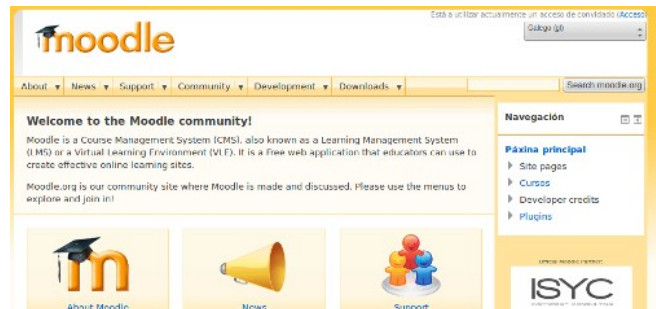 Está a utilizar actualmente un acceso de convidado (Acceso)
moodle
Galego (gl)
About News Support Community Development Downloads
Search moodle.org
Welcome to the Moodle community!
Moodle is a Course Management System (CMS), also known as a Learning Management System
(LMS) or a Virtual Learning Environment (VLE). It is a Free web application that educators can use to
create effective online learning sites.
Moodle.org is our community site where Moodle is made and discussed. Please use the menus to
explore and join in!
Navegación
Páxina principal
Site pages
Cursos
Developer credits
Plugins
m
About Moodle
News
Support
ISYC